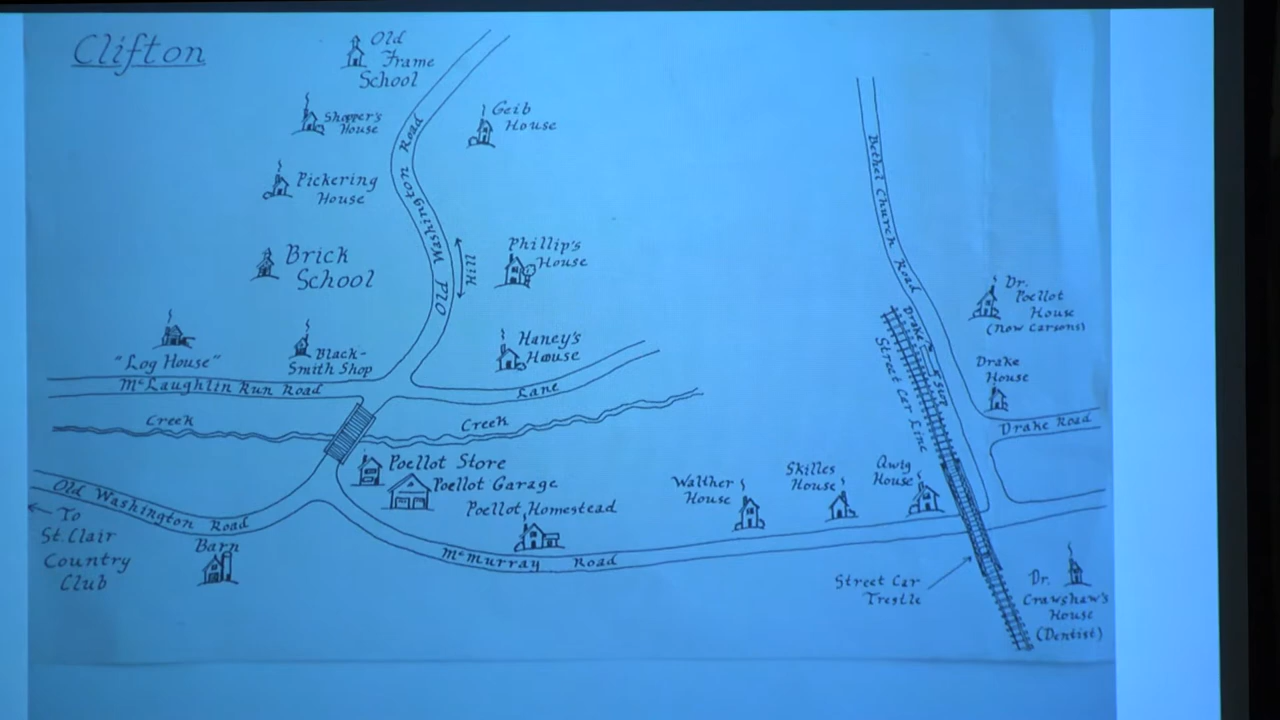 Clifton
Old
Frame
School
Shopper's
House
Geib
House
Pickering
House
Washington Road
Old
Brick
School
Hill
Phillip's
House
"Log House"
Black-
Smith Shop
Haney's
House
McLaughlin Run Road
Lane
Creek
Creek
Poellot Store
Poellot Garage
Poellot Homestead
Old Washington Road
To
St. Clair
Country
Club
Barn
McMurray Road
Walther
House
Skilles
House
House
Bethel Church Road
Drake's
Stop
Street Car Line
Dr.
Poellot
House
(Now Carsons)
Drake
House
Drake Road
Street Car
Trestle
Dr.
Crawshaw's
House
(Dentist)